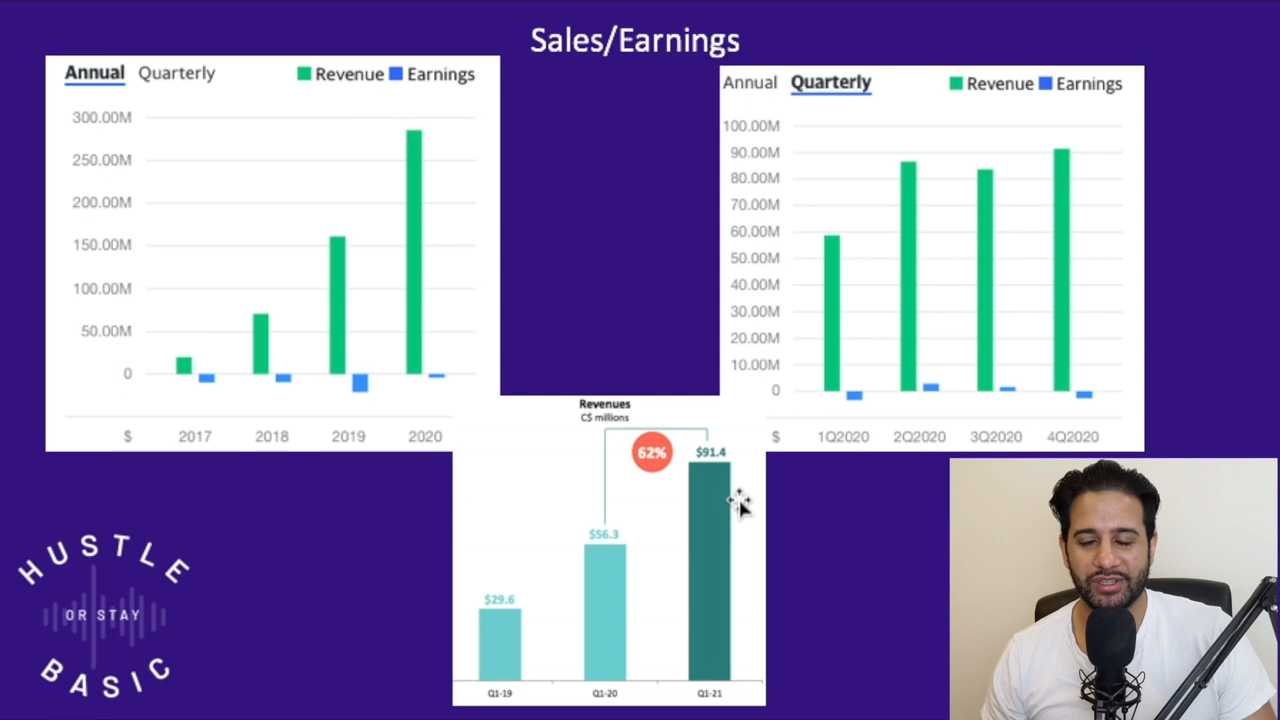 Sales/Earnings
Annual Quarterly Revenue Earnings
300.00M
250.00M
200.00M
150.00M
100.00M
50.00M
0
$ 2017 2018 2019 2020
Annual Quarterly Revenue Earnings
100.00M
90.00M
80.00M
70.00M
60.00M
50.00M
40.00M
30.00M
20.00M
10.00M
0
$ 1Q2020 2Q2020 3Q2020 4Q2020
Revenues
C$ millions
62%
$91.4
$56.3
$29.6
Q1-19 Q1-20 Q1-21
HUSTLE
OR STAY
BASIC